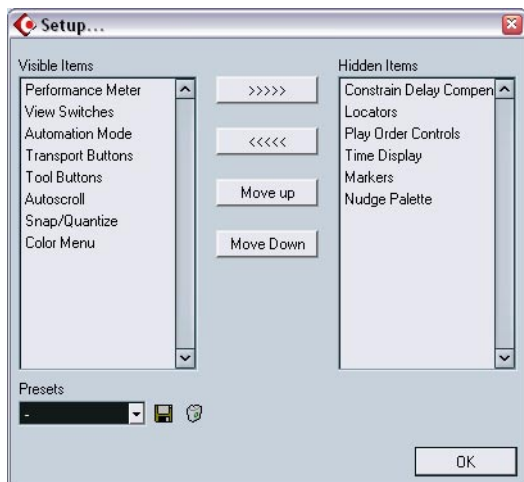 Setup...
Visible Items
Performance Meter
View Switches
Automation Mode
Transport Buttons
Tool Buttons
Autoscroll
Snap/Quantize
Color Menu
>>>>>
<<<<<
Move up
Move Down
Hidden Items
Constrain Delay Compen
Locators
Play Order Controls
Time Display
Markers
Nudge Palette
Presets
-
OK